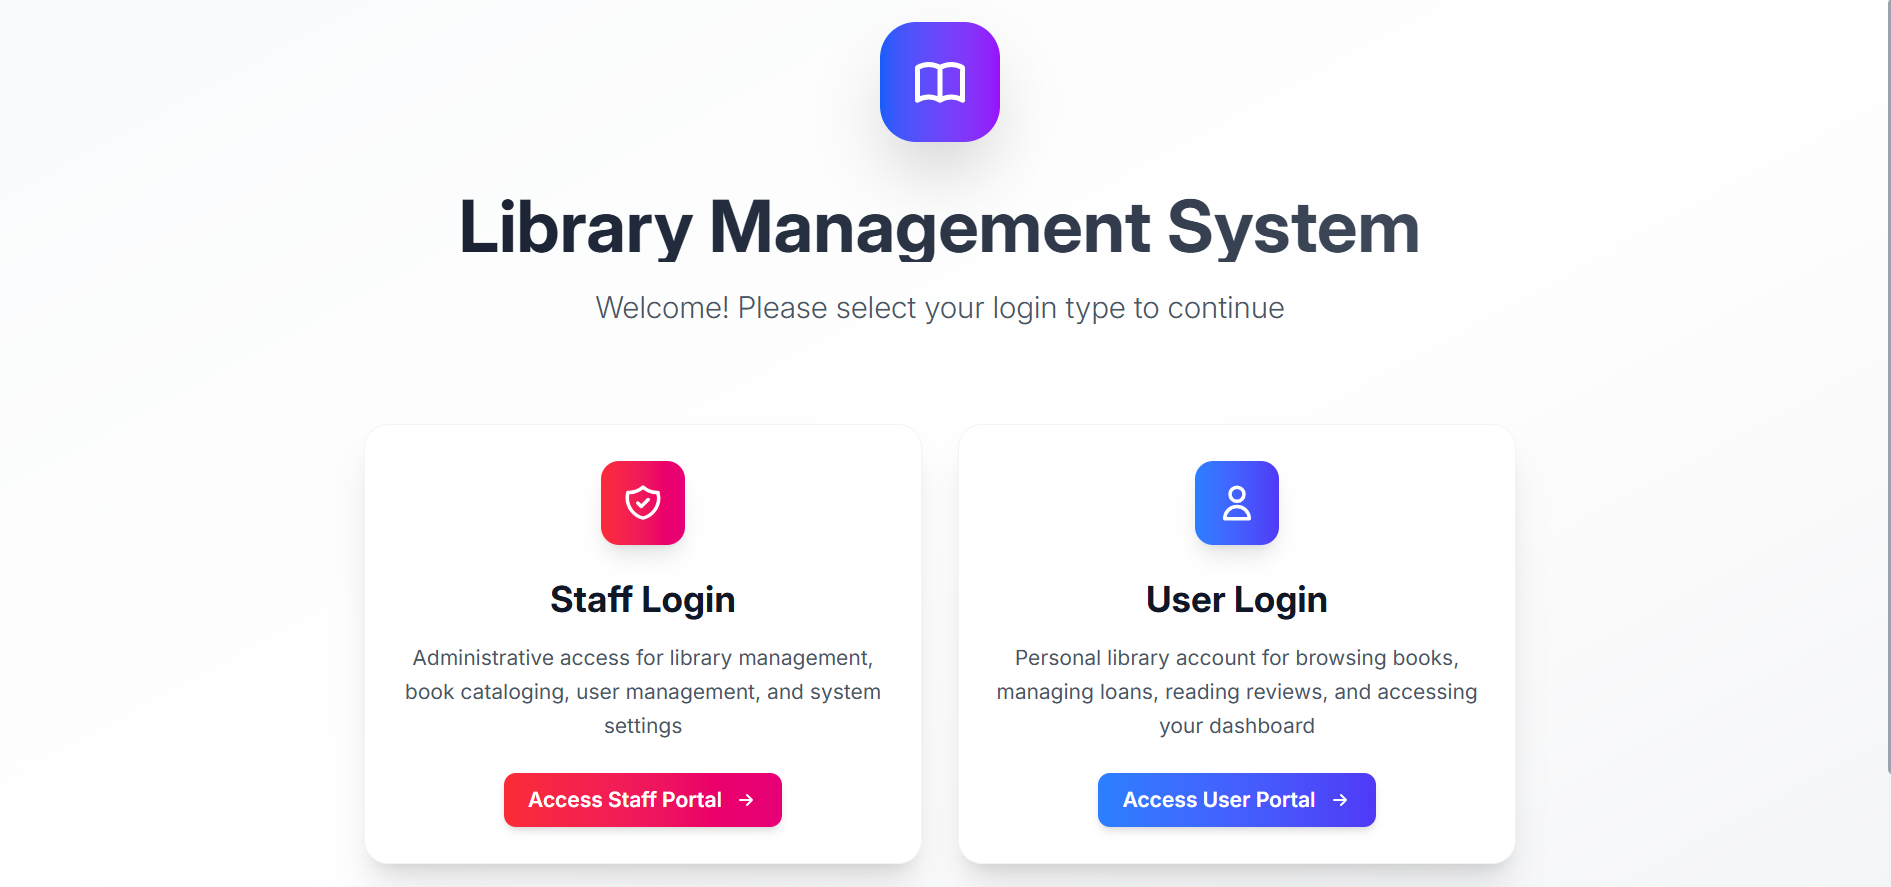 Library Management System
Welcome! Please select your login type to continue
Staff Login
Administrative access for library management,
book cataloging, user management, and system
settings
Access Staff Portal →
User Login
Personal library account for browsing books,
managing loans, reading reviews, and accessing
your dashboard
Access User Portal →